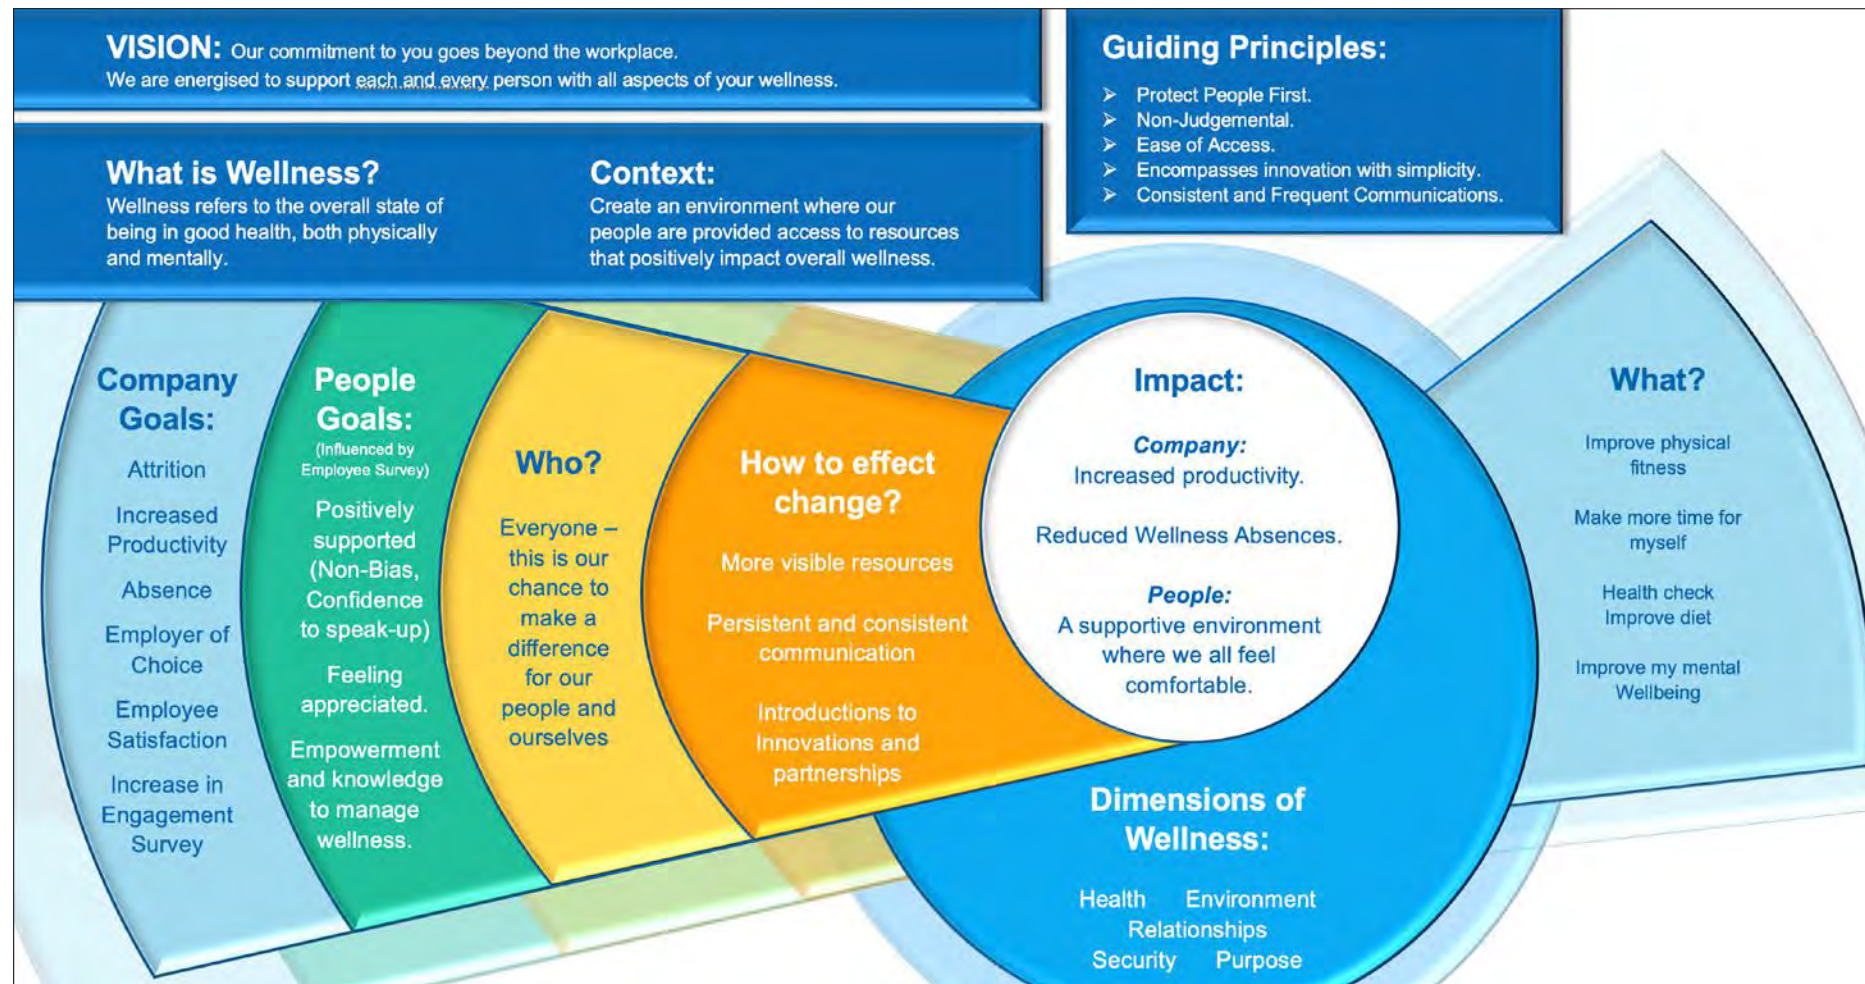 VISION: Our commitment to you goes beyond the workplace.
We are energised to support each and every person with all aspects of your wellness.
What is Wellness?
Wellness refers to the overall state of
being in good health, both physically
and mentally.
Context:
Create an environment where our
people are provided access to resources
that positively impact overall wellness.
Guiding Principles:
➤ Protect People First.
➤ Non-Judgemental.
➤ Ease of Access.
➤ Encompasses innovation with simplicity.
➤ Consistent and Frequent Communications.
Company
Goals:
Attrition
Increased
Productivity
Absence
Employer of
Choice
Employee
Satisfaction
Increase in
Engagement
Survey
People
Goals:
(Influenced by
Employee Survey)
Positively
supported
(Non-Bias,
Confidence
to speak-up)
Feeling
appreciated.
Empowerment
and knowledge
to manage
wellness.
Who?
Everyone –
this is our
chance to
make a
difference
for our
people and
ourselves
How to effect
change?
More visible resources
Persistent and consistent
communication
Introductions to
Innovations and
partnerships
Impact:
Company:
Increased productivity.
Reduced Wellness Absences.
People:
A supportive environment
where we all feel
comfortable.
Dimensions of
Wellness:
Health Environment
Relationships
Security Purpose
What?
Improve physical
fitness
Make more time for
myself
Health check
Improve diet
Improve my mental
Wellbeing